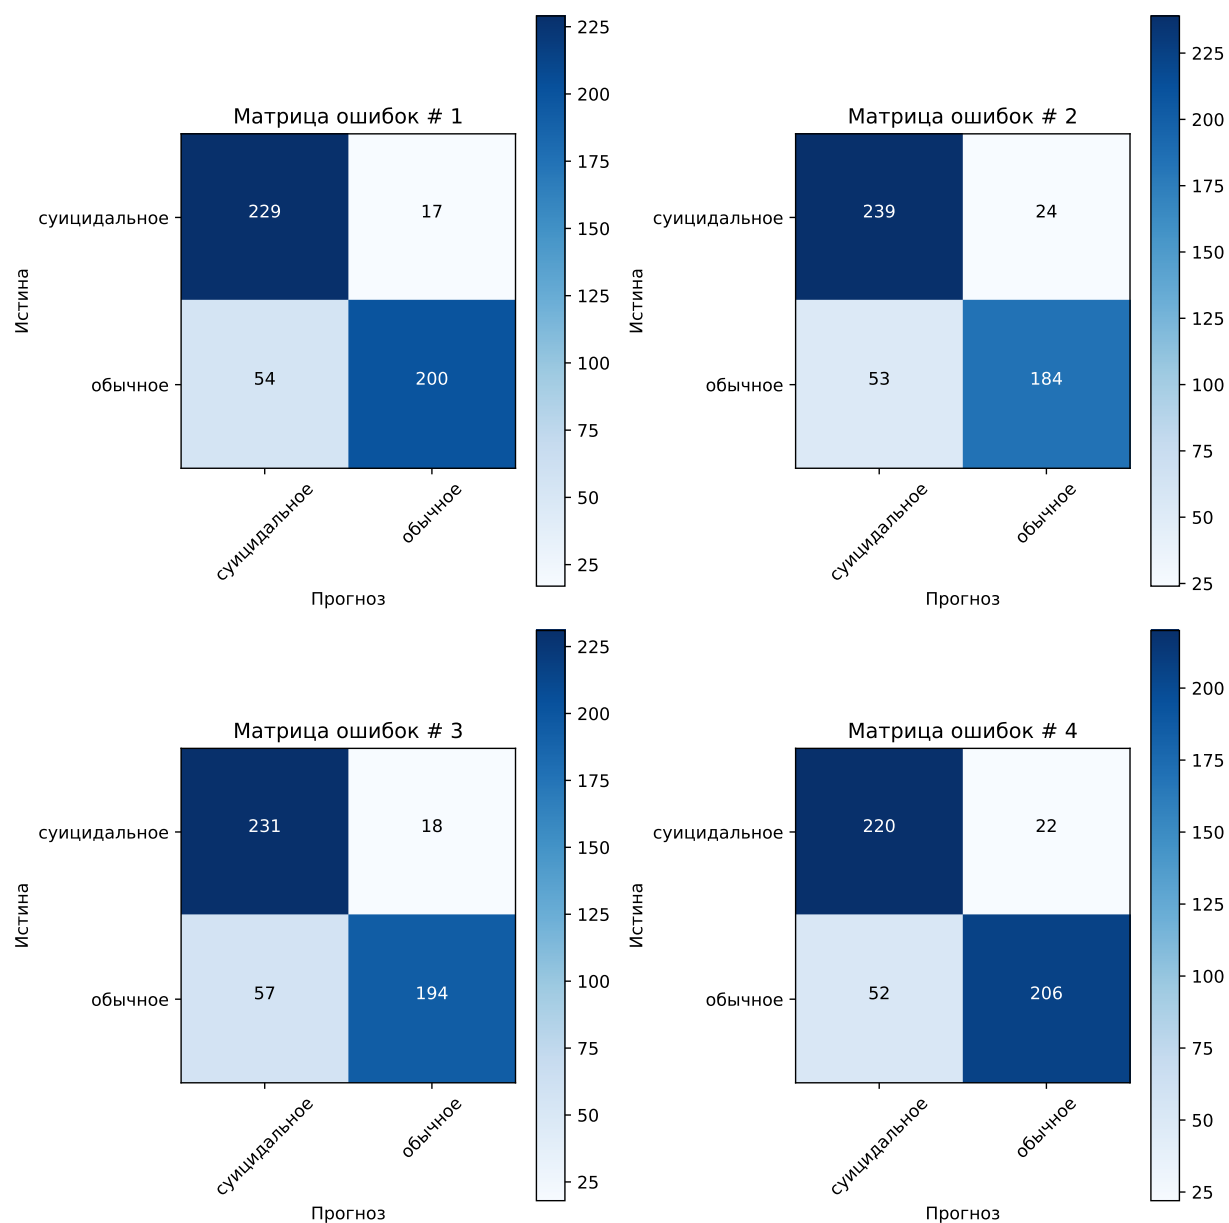 Матрица ошибок # 1
суицидальное
обычное
Истина
229
17
54
200
суицидальное
обычное
Прогноз
225
200
175
150
125
100
75
50
25
Матрица ошибок # 2
суицидальное
обычное
Истина
239
24
53
184
суицидальное
обычное
Прогноз
225
200
175
150
125
100
75
50
25
Матрица ошибок # 3
суицидальное
обычное
Истина
231
18
57
194
суицидальное
обычное
Прогноз
225
200
175
150
125
100
75
50
25
Матрица ошибок # 4
суицидальное
обычное
Истина
220
22
52
206
суицидальное
обычное
Прогноз
200
175
150
125
100
75
50
25